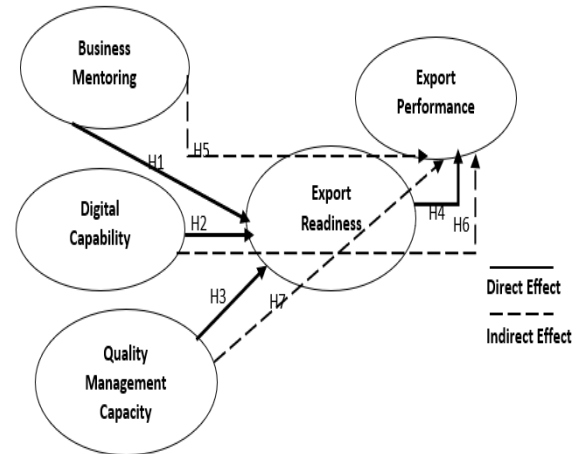 Business
Mentoring
Export
Performance
H1
H5
Digital
Capability
H2
Export
Readiness
H4
H6
H3
H7
Direct Effect
Indirect Effect
Quality
Management
Capacity